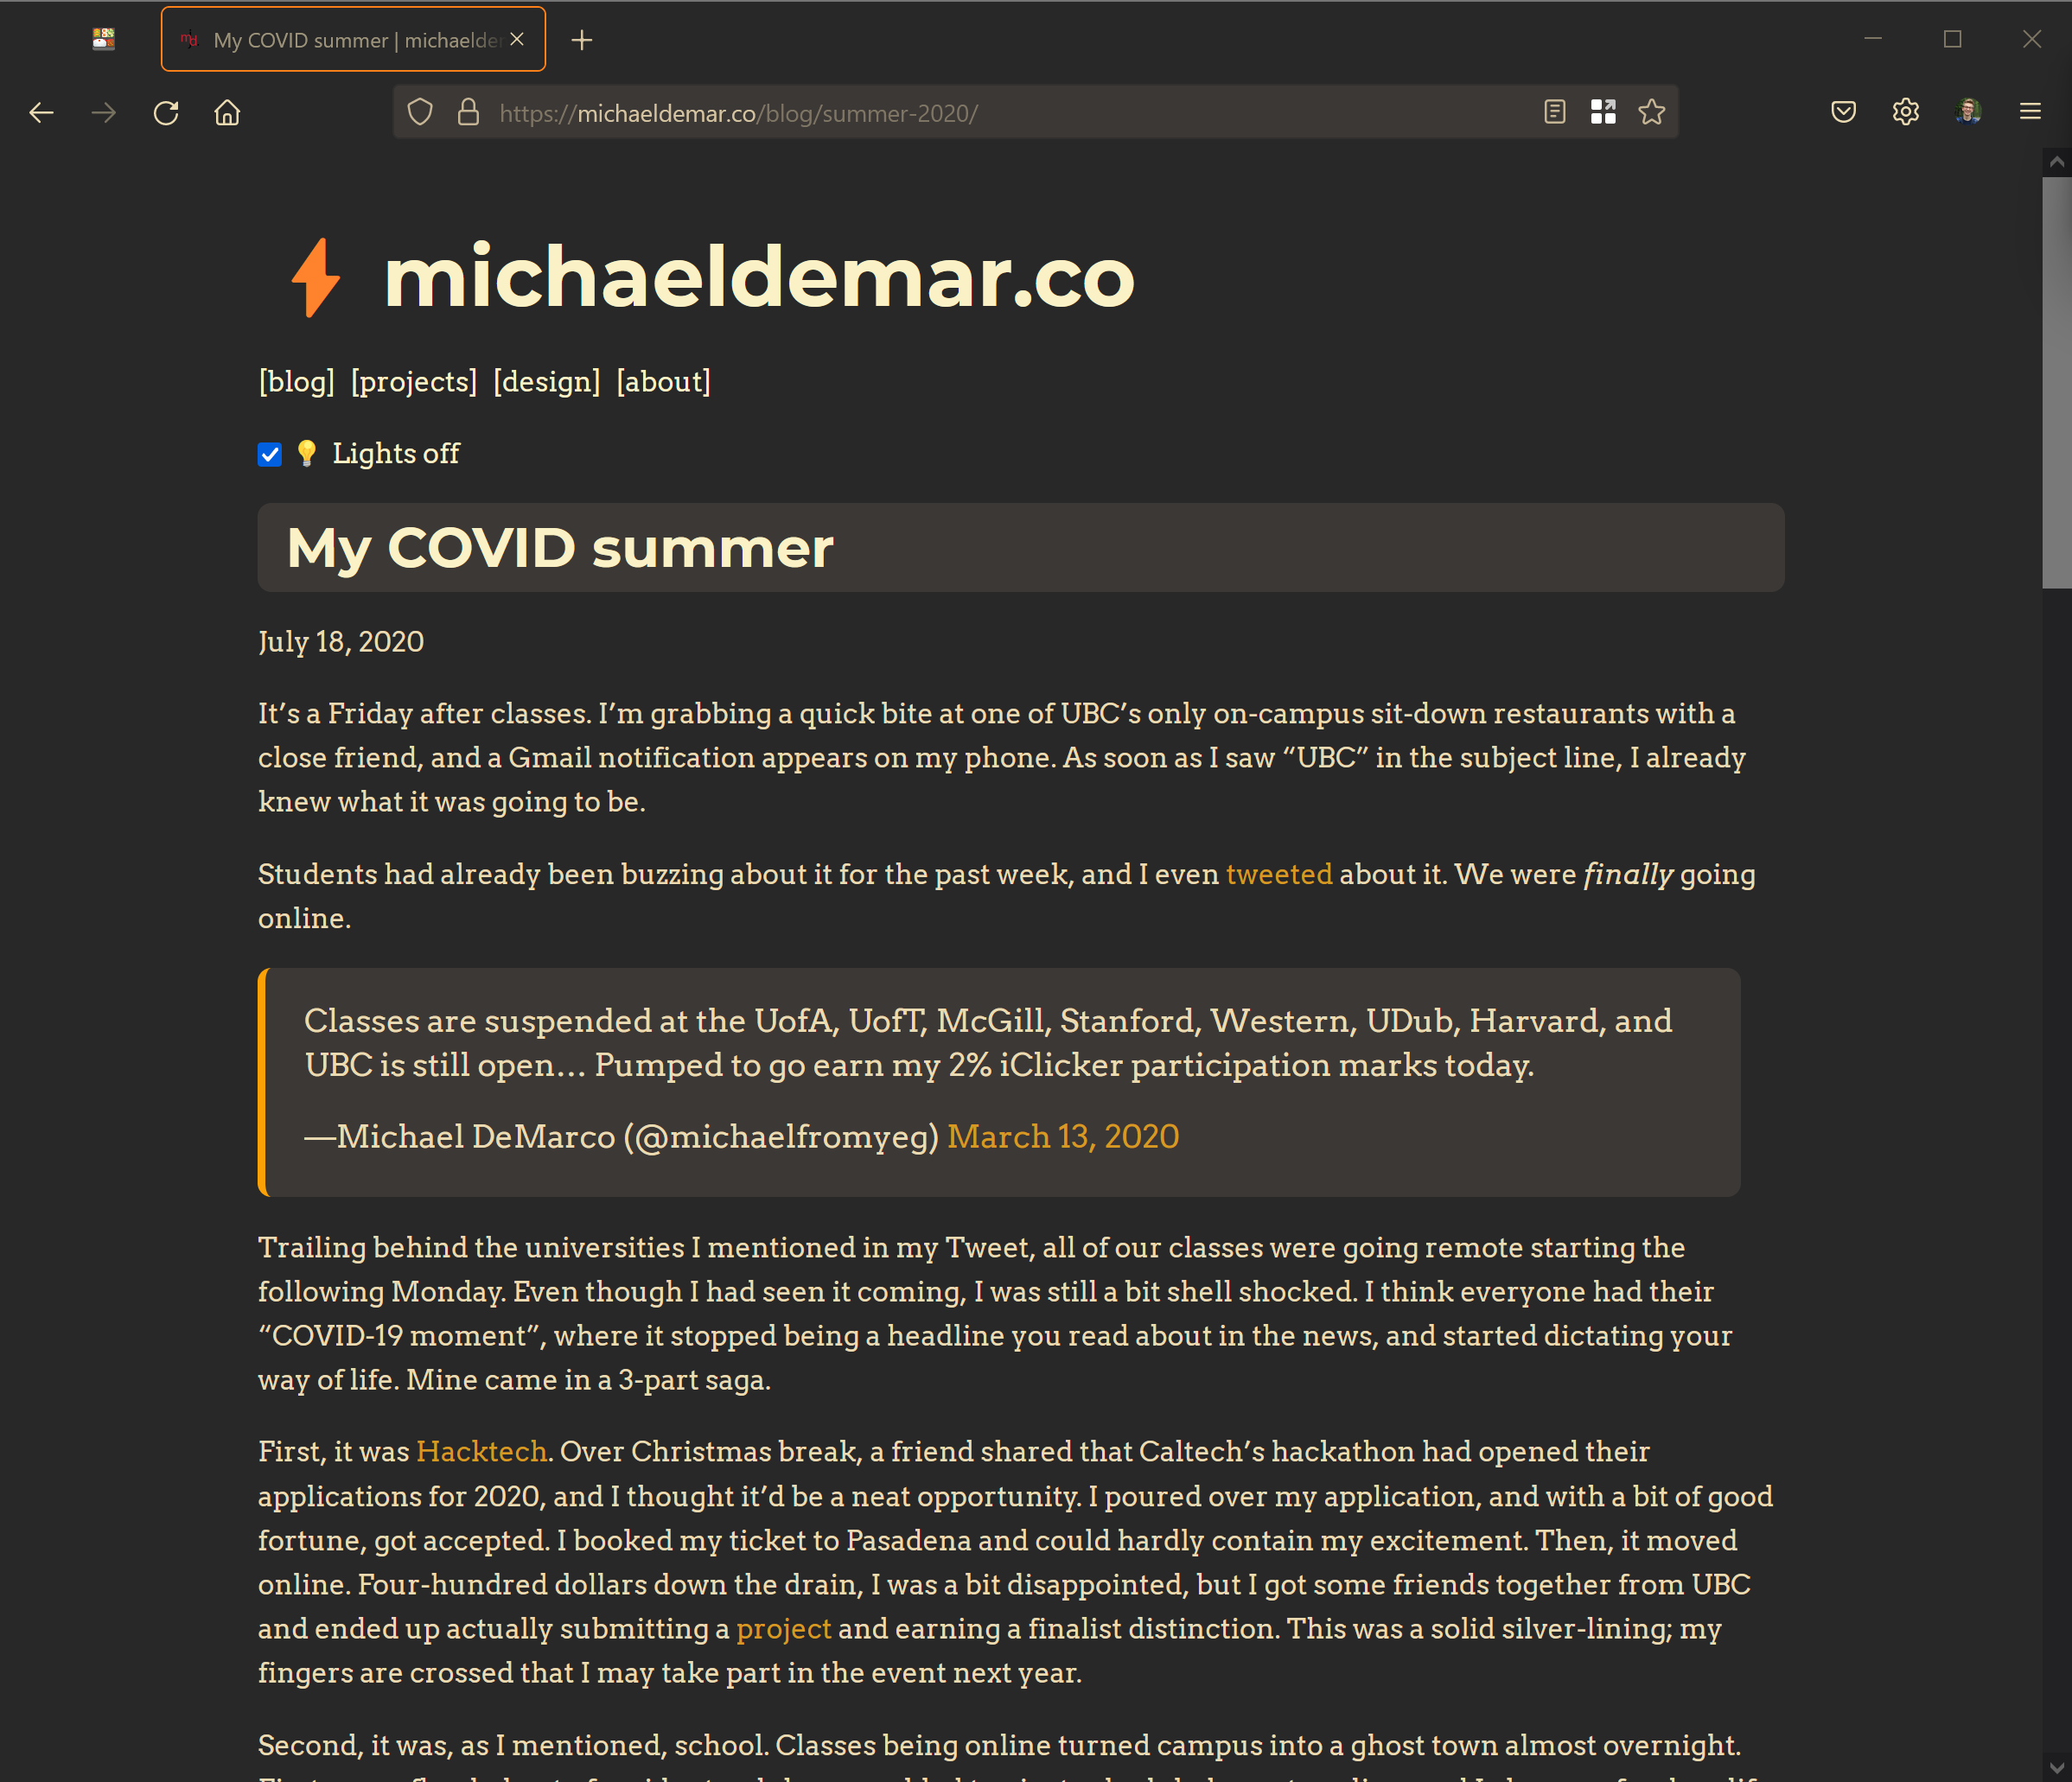 My COVID summer | michaelder
https://michaeldemar.co/blog/summer-2020/
michaeldemar.co
[blog] [projects] [design] [about]
Lights off
My COVID summer
July 18, 2020
It’s a Friday after classes. I’m grabbing a quick bite at one of UBC’s only on-campus sit-down restaurants with a
close friend, and a Gmail notification appears on my phone. As soon as I saw “UBC” in the subject line, I already
knew what it was going to be.
Students had already been buzzing about it for the past week, and I even tweeted about it. We were finally going
online.
Classes are suspended at the UofA, UofT, McGill, Stanford, Western, UDub, Harvard, and
UBC is still open… Pumped to go earn my 2% iClicker participation marks today.
—Michael DeMarco (@michaelfromyeg) March 13, 2020
Trailing behind the universities I mentioned in my Tweet, all of our classes were going remote starting the
following Monday. Even though I had seen it coming, I was still a bit shell shocked. I think everyone had their
“COVID-19 moment”, where it stopped being a headline you read about in the news, and started dictating your
way of life. Mine came in a 3-part saga.
First, it was Hacktech. Over Christmas break, a friend shared that Caltech’s hackathon had opened their
applications for 2020, and I thought it’d be a neat opportunity. I poured over my application, and with a bit of good
fortune, got accepted. I booked my ticket to Pasadena and could hardly contain my excitement. Then, it moved
online. Four-hundred dollars down the drain, I was a bit disappointed, but I got some friends together from UBC
and ended up actually submitting a project and earning a finalist distinction. This was a solid silver-lining; my
fingers are crossed that I may take part in the event next year.
Second, it was, as I mentioned, school. Classes being online turned campus into a ghost town almost overnight.